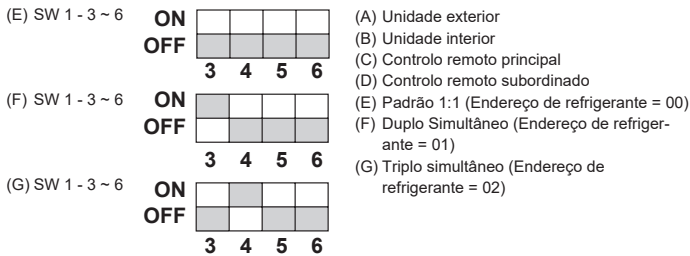 (E) SW 1 - 3 ~ 6
ON
OFF
3 4 5 6
(F) SW 1 - 3 ~ 6
ON
OFF
3 4 5 6
(G) SW 1 - 3 ~ 6
ON
OFF
3 4 5 6
(A) Unidade exterior
(B) Unidade interior
(C) Controlo remoto principal
(D) Controlo remoto subordinado
(E) Padrão 1:1 (Endereço de refrigerante = 00)
(F) Duplo Simultâneo (Endereço de refriger-
ante = 01)
(G) Triplo simultâneo (Endereço de
refrigerante = 02)